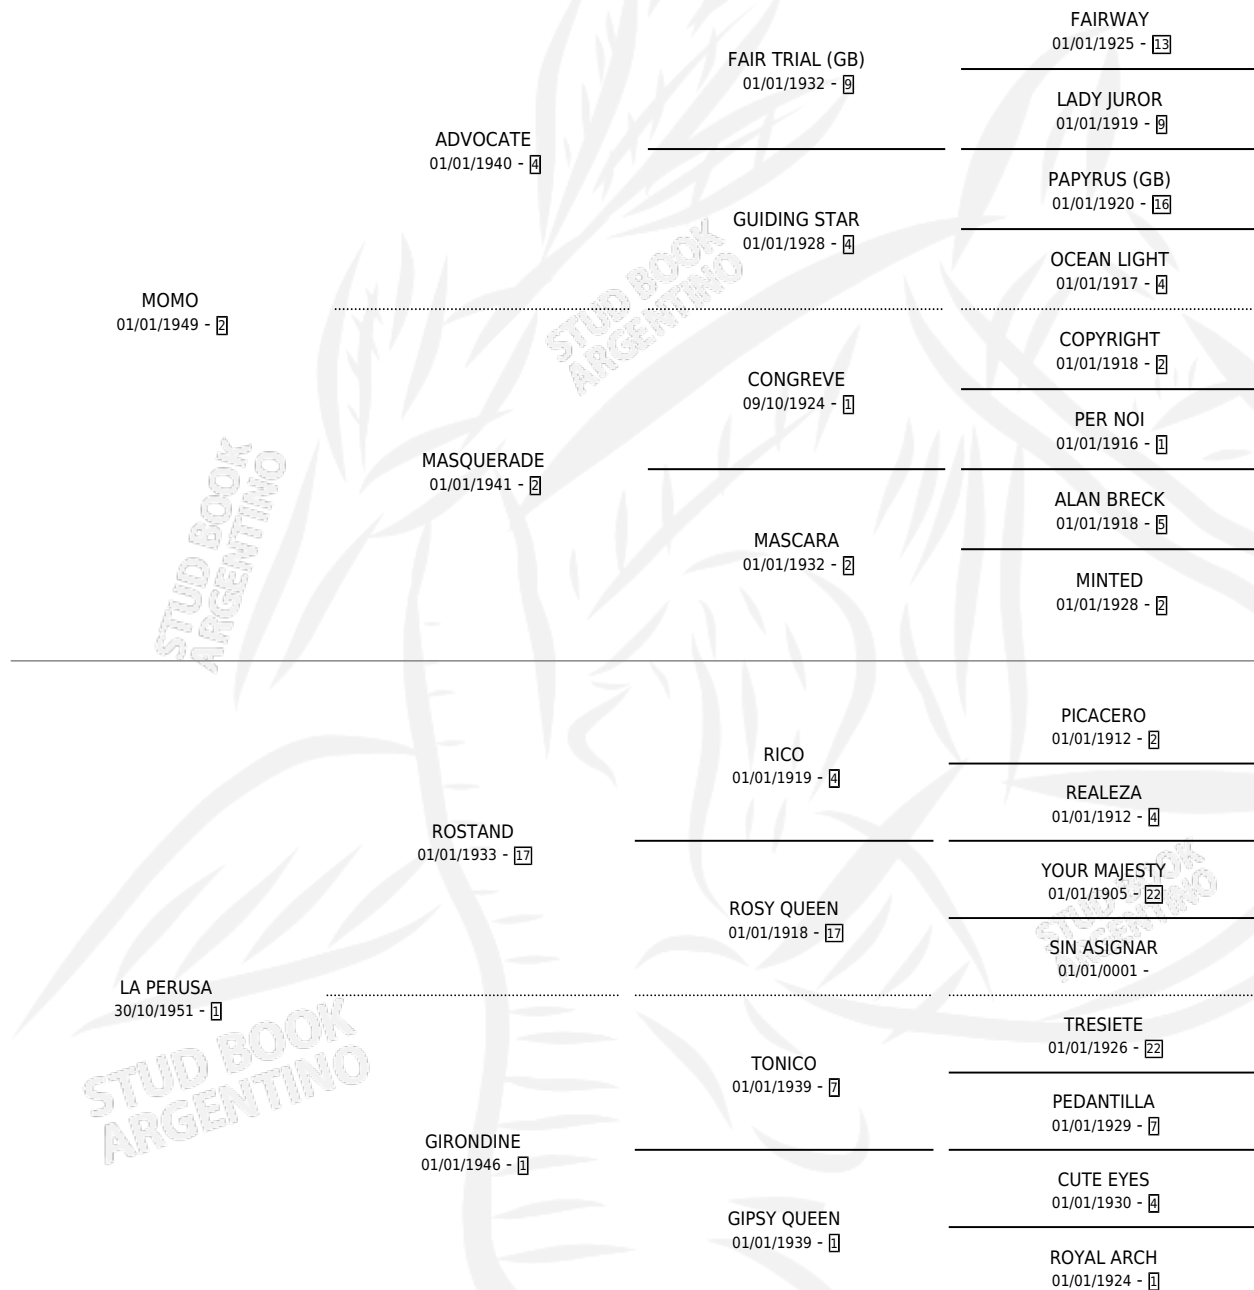 FAIRWAY
01/01/1925 - 13
FAIR TRIAL (GB)
01/01/1932 - 9
LADY JUROR
01/01/1919 - 9
ADVOCATE
01/01/1940 - 4
PAPYRUS (GB)
01/01/1920 - 16
GUIDING STAR
01/01/1928 - 4
OCEAN LIGHT
01/01/1917 - 4
MOMO
01/01/1949 - 2
COPYRIGHT
01/01/1918 - 2
CONGREVE
09/10/1924 - 1
PER NOI
01/01/1916 - 1
MASQUERADE
01/01/1941 - 2
ALAN BRECK
01/01/1918 - 5
MASCARA
01/01/1932 - 2
MINTED
01/01/1928 - 2
PICACERO
01/01/1912 - 2
RICO
01/01/1919 - 4
REALEZA
01/01/1912 - 4
ROSTAND
01/01/1933 - 17
YOUR MAJESTY
01/01/1905 - 22
ROSY QUEEN
01/01/1918 - 17
SIN ASIGNAR
01/01/0001 -
LA PERUSA
30/10/1951 - 1
TRESIETE
01/01/1926 - 22
TONICO
01/01/1939 - 7
PEDANTILLA
01/01/1929 - 7
GIRONDINE
01/01/1946 - 1
CUTE EYES
01/01/1930 - 4
GIPSY QUEEN
01/01/1939 - 1
ROYAL ARCH
01/01/1924 - 1
STUD BOOK
ARGENTINO
STUD BOOK
ARGENTINO
STUD BOOK
ARGENTINO
STUD BOOK
ARGENTINO